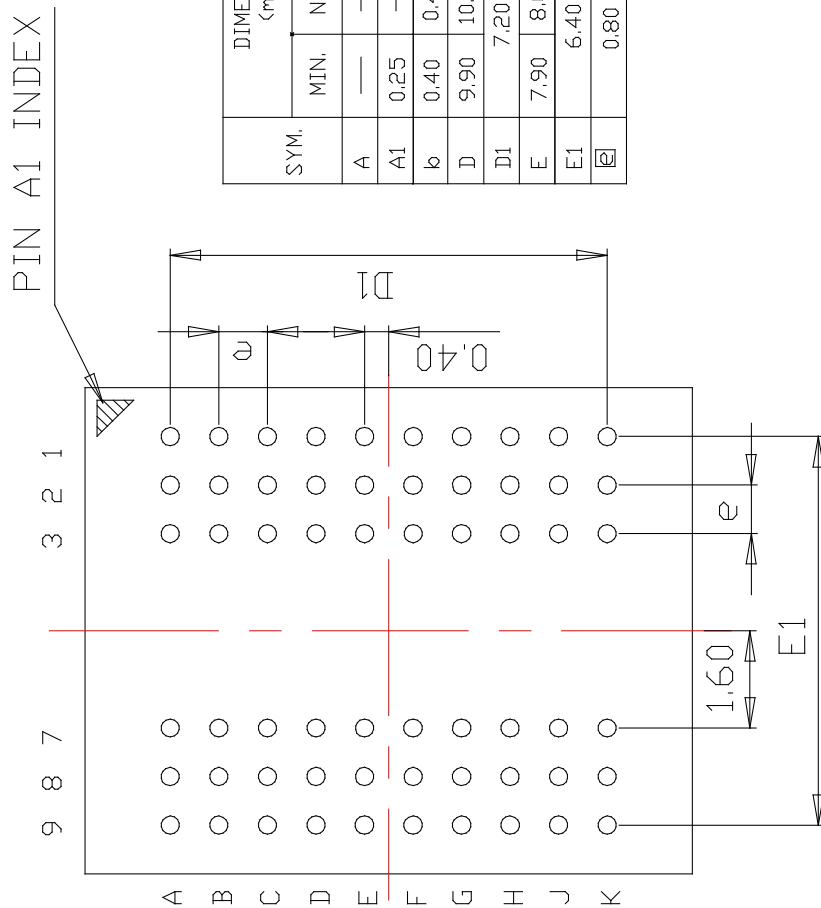 PIN A1 INDEX
SYM.
MIN.
A —
A1 0.25
b 0.40
D 9.90
D1 7.20
E 7.90
E1 6.40
e 0.80
1
2
3
7
8
9
A
B
C
D
E
F
G
H
J
K
D1
e
0.40
e
1.60
E1